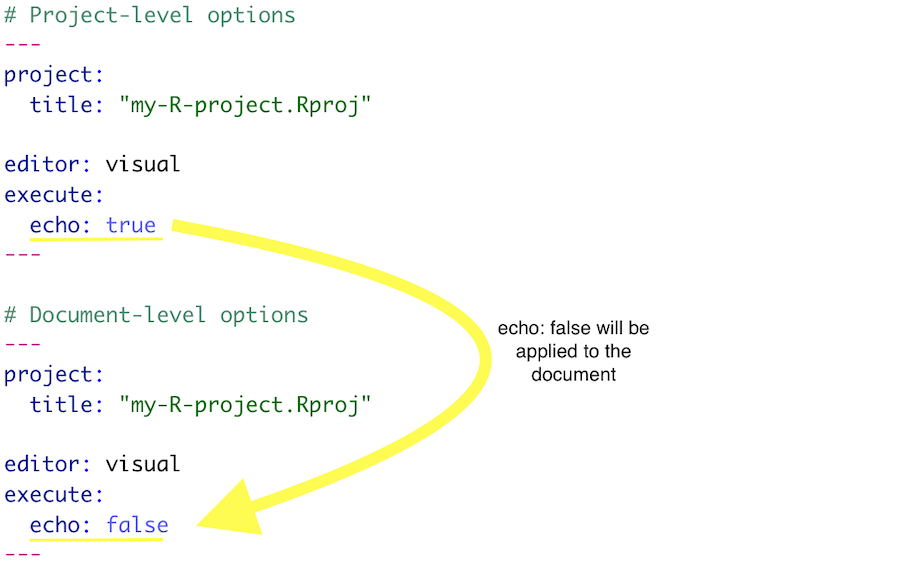 # Project-level options
---
project:
  title: "my-R-project.Rproj"
editor: visual
execute:
  echo: true
---
# Document-level options
---
project:
  title: "my-R-project.Rproj"
editor: visual
execute:
  echo: false
---
echo: false will be
applied to the
document